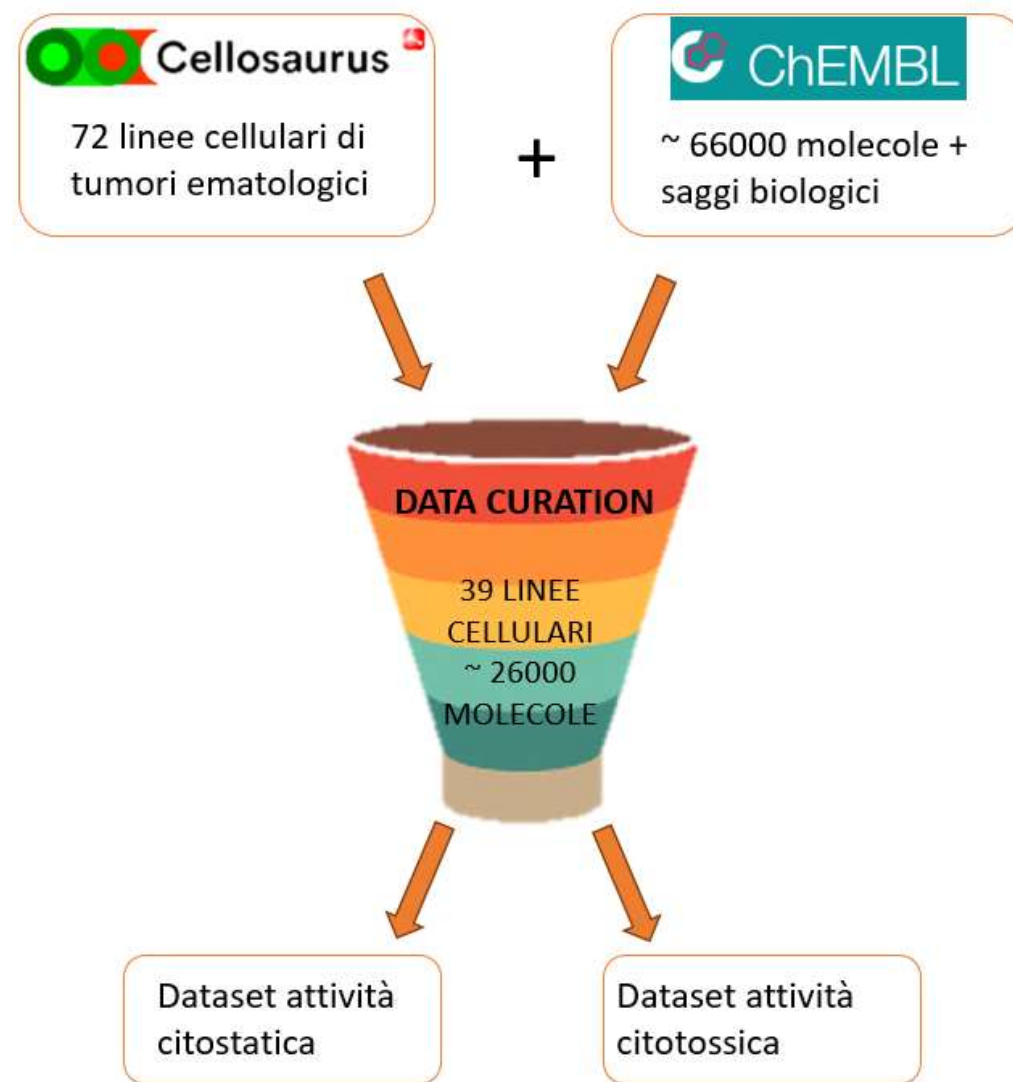 Cellosaurus
72 linee cellulari di
tumori ematologici
+
ChEMBL
~ 66000 molecole +
saggi biologici
DATA CURATION
39 LINEE
CELLULARI
~ 26000
MOLECOLE
Dataset attività
citostatica
Dataset attività
citotossica